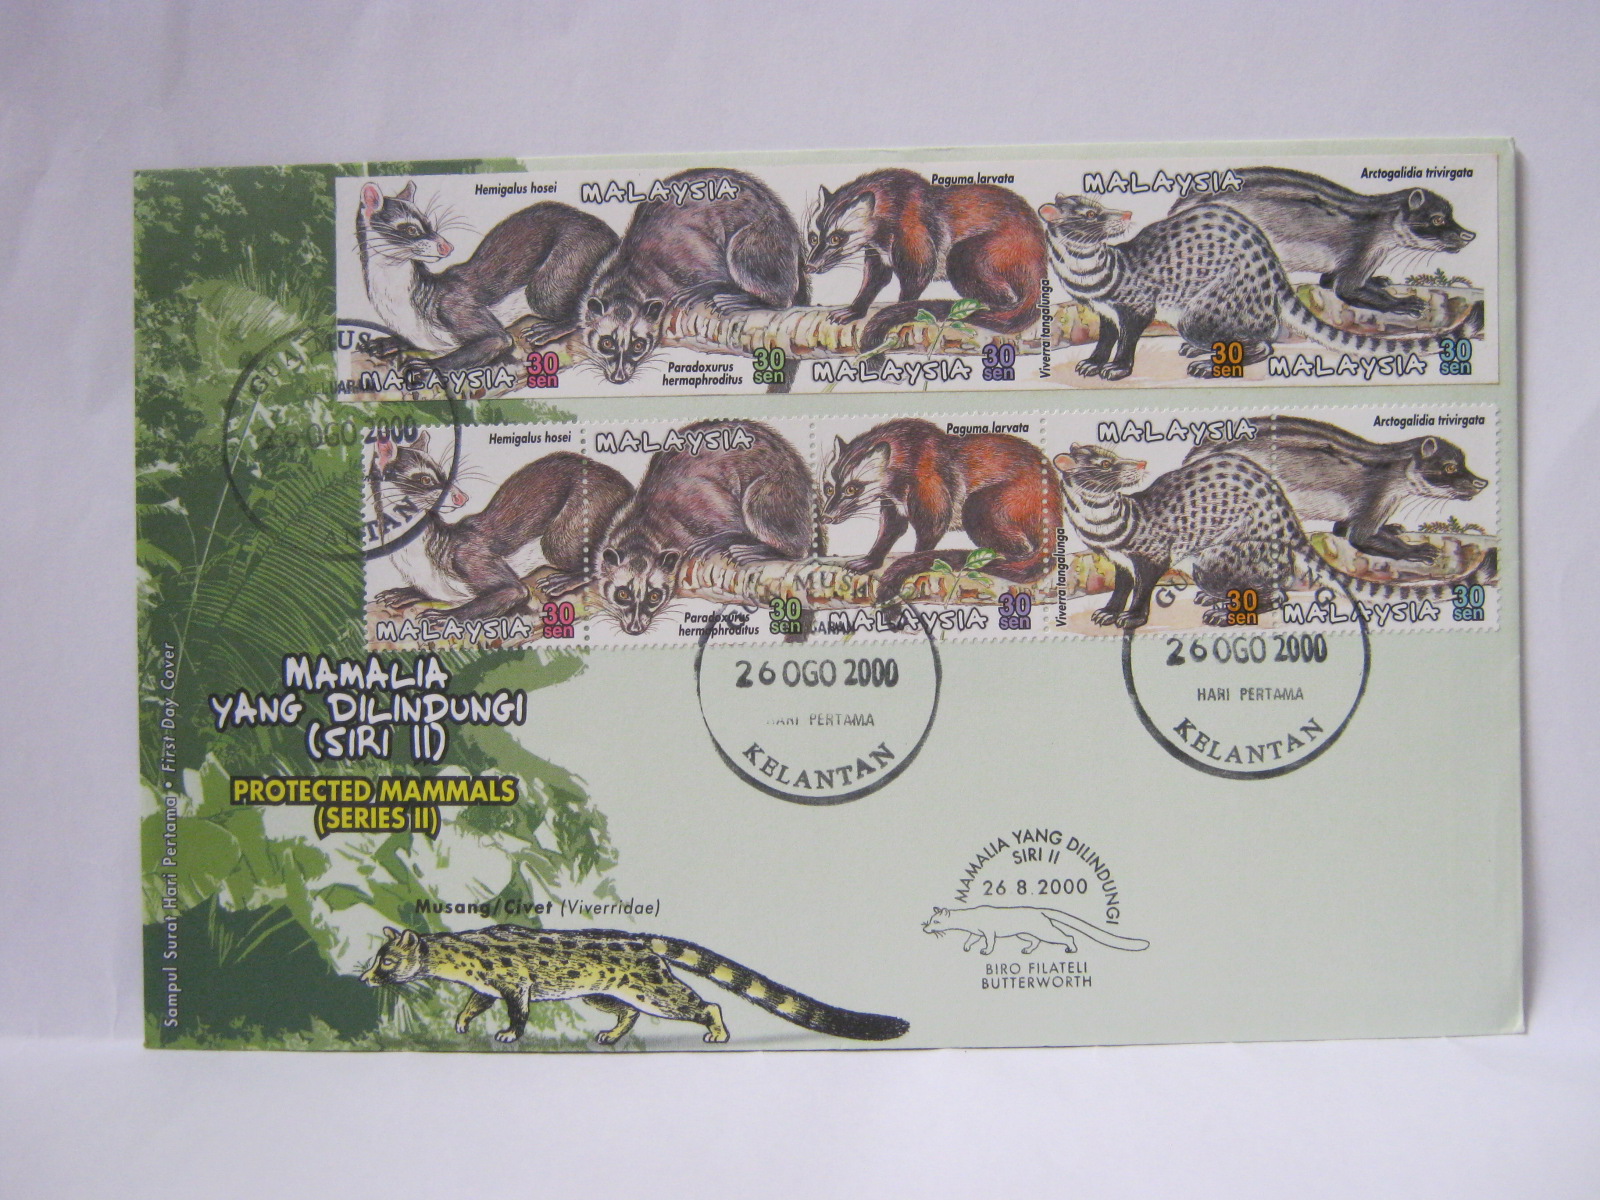 Hemigalus hosei
MALAYSIA
Paguma larvata
MALAYSIA
Arctogalidia trivirgata
Viverra tangalunga
MALAYSIA
30
sen
Paradoxurus
hermaphroditus
30
sen
MALAYSIA
30
sen
30
sen
MALAYSIA
30
sen
GUA MUSANG
26 OGO 2000
KELANTAN
Hemigalus hosei
MALAYSIA
Paguma larvata
MALAYSIA
Arctogalidia trivirgata
Viverra tangalunga
MALAYSIA
30
sen
Paradoxurus
hermaphroditus
30
sen
MALAYSIA
30
sen
30
sen
MALAYSIA
30
sen
26 OGO 2000
HARI PERTAMA
KELANTAN
26 OGO 2000
HARI PERTAMA
KELANTAN
MAMALIA
YANG DILINDUNGI
(SIRI II)
PROTECTED MAMMALS
(SERIES II)
Sampul Surat Hari Pertama • First Day Cover
Musang/Civet (Viverridae)
MAMALIA YANG DILINDUNGI
SIRI II
26.8.2000
BIRO FILATELI
BUTTERWORTH